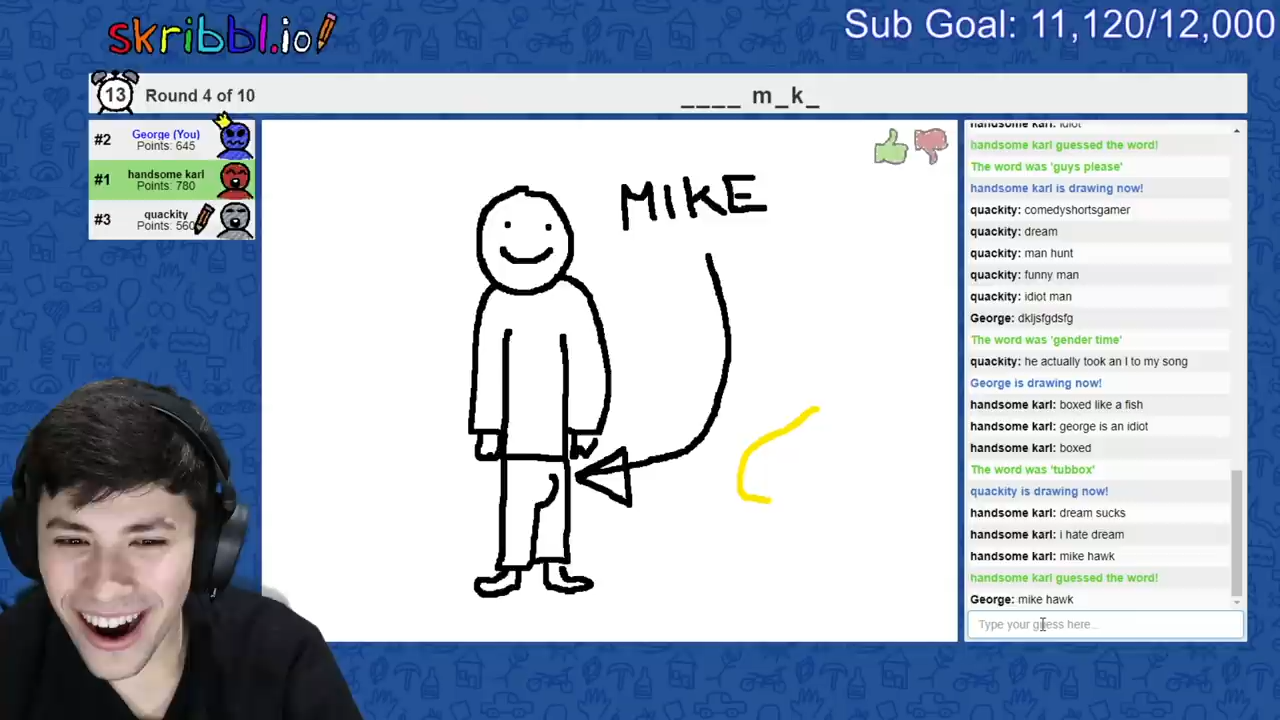 skribbl.io
Sub Goal: 11,120/12,000
13
Round 4 of 10
____ m_k_
#2
George (You)
Points: 645
#1
handsome karl
Points: 780
#3
quackity
Points: 560
MIKE
handsome karl: idiot
handsome karl guessed the word!
The word was 'guys please'
handsome karl is drawing now!
quackity: comedyshortsgamer
quackity: dream
quackity: man hunt
quackity: funny man
quackity: idiot man
George: dkljsfgdsfg
The word was 'gender time'
quackity: he actually took an l to my song
George is drawing now!
handsome karl: boxed like a fish
handsome karl: george is an idiot
handsome karl: boxed
The word was 'tubbox'
quackity is drawing now!
handsome karl: dream sucks
handsome karl: i hate dream
handsome karl: mike hawk
handsome karl guessed the word!
George: mike hawk
Type your guess here...